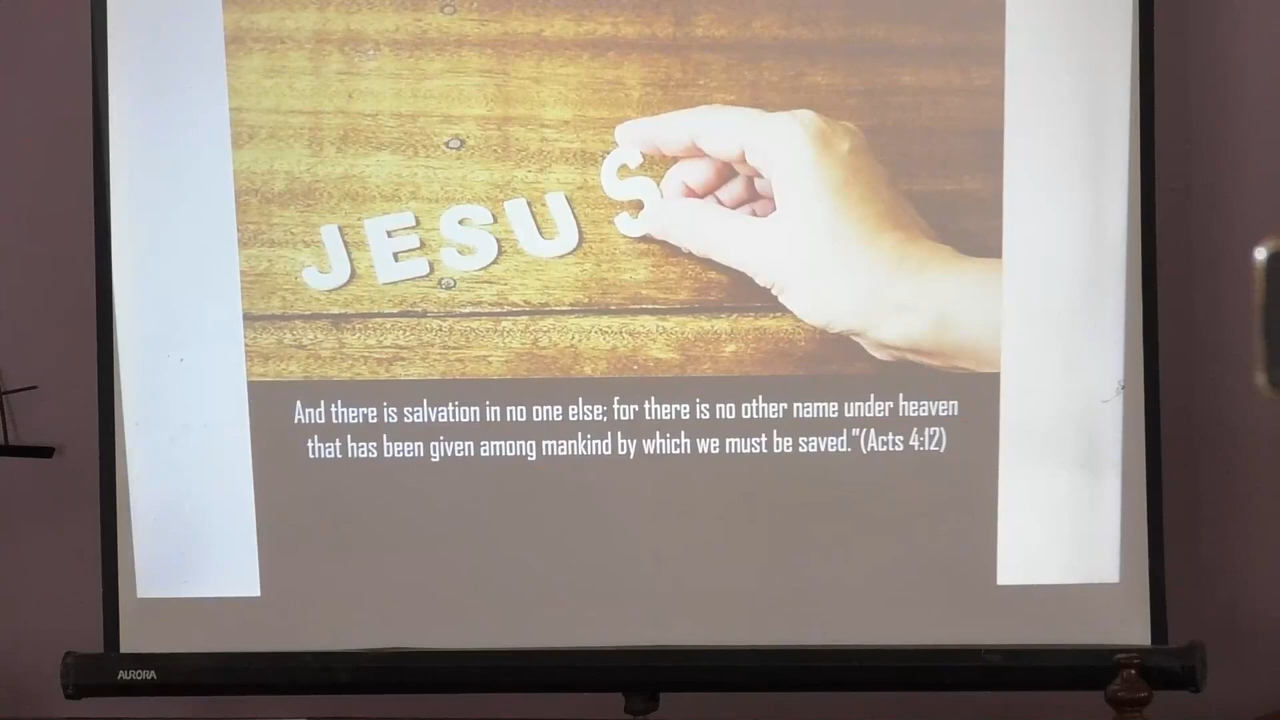 JESUS
And there is salvation in no one else; for there is no other name under heaven
that has been given among mankind by which we must be saved."(Acts 4:12)
AURORA